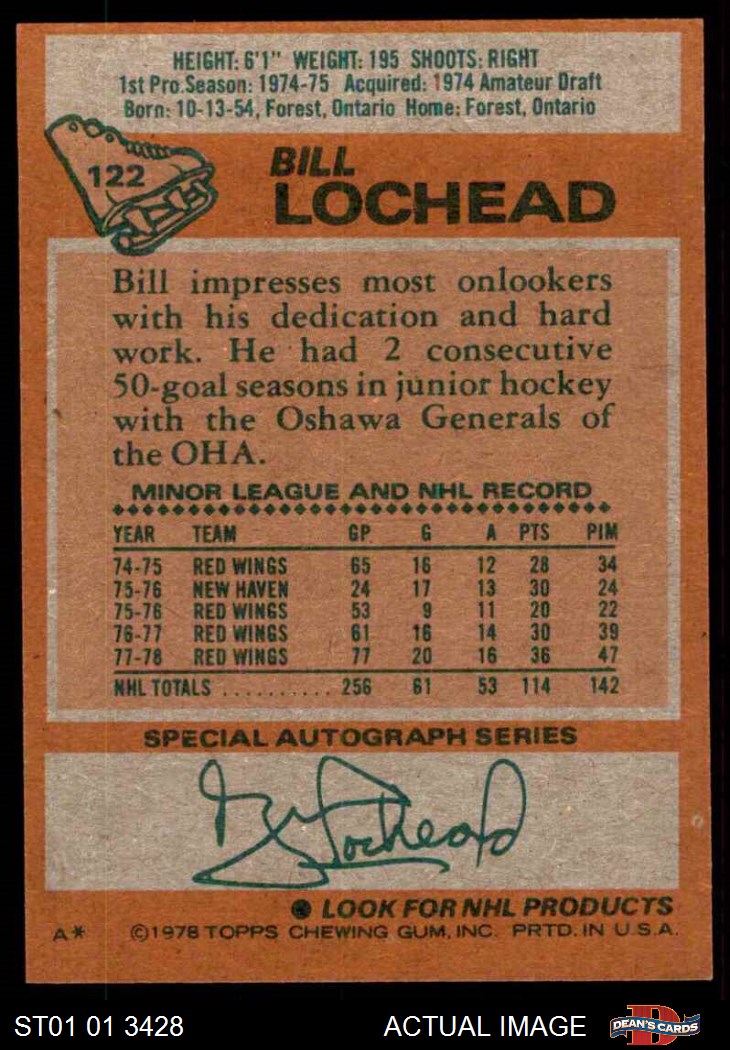 HEIGHT: 6'1" WEIGHT: 195 SHOOTS: RIGHT
1st Pro.Season: 1974-75 Acquired: 1974 Amateur Draft
Born: 10-13-54, Forest, Ontario Home: Forest, Ontario
122
BILL
LOCHEAD
Bill impresses most onlookers
with his dedication and hard
work. He had 2 consecutive
50-goal seasons in junior hockey
with the Oshawa Generals of
the OHA.
MINOR LEAGUE AND NHL RECORD
YEAR TEAM GP G A PTS PIM
74-75 RED WINGS 65 16 12 28 34
75-76 NEW HAVEN 24 17 13 30 24
75-76 RED WINGS 53 9 11 20 22
76-77 RED WINGS 61 16 14 30 39
77-78 RED WINGS 77 20 16 36 47
NHL TOTALS .......... 256 61 53 114 142
SPECIAL AUTOGRAPH SERIES
Bill Lochead
LOOK FOR NHL PRODUCTS
A* ©1978 TOPPS CHEWING GUM, INC. PRTD. IN U.S.A.
ST01 01 3428 ACTUAL IMAGE D DEAN'S CARDS